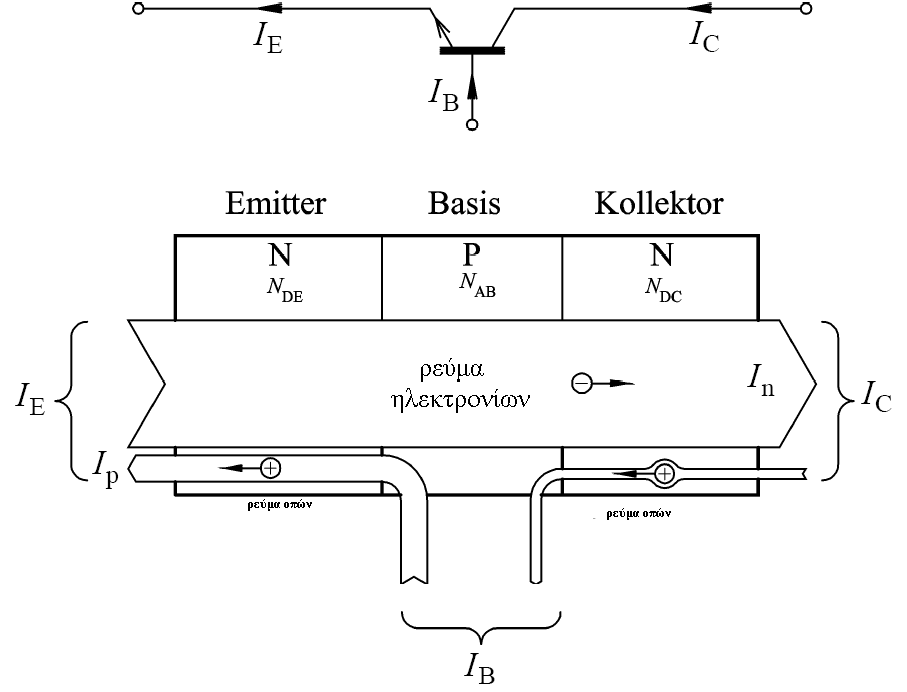 I_E I_C
I_B
Emitter Basis Kollektor
N P N
N_DE N_AB N_DC
ρεύμα
ηλεκτρονίων
I_E − I_n I_C
I_p + +
ρεύμα οπών ρεύμα οπών
I_B